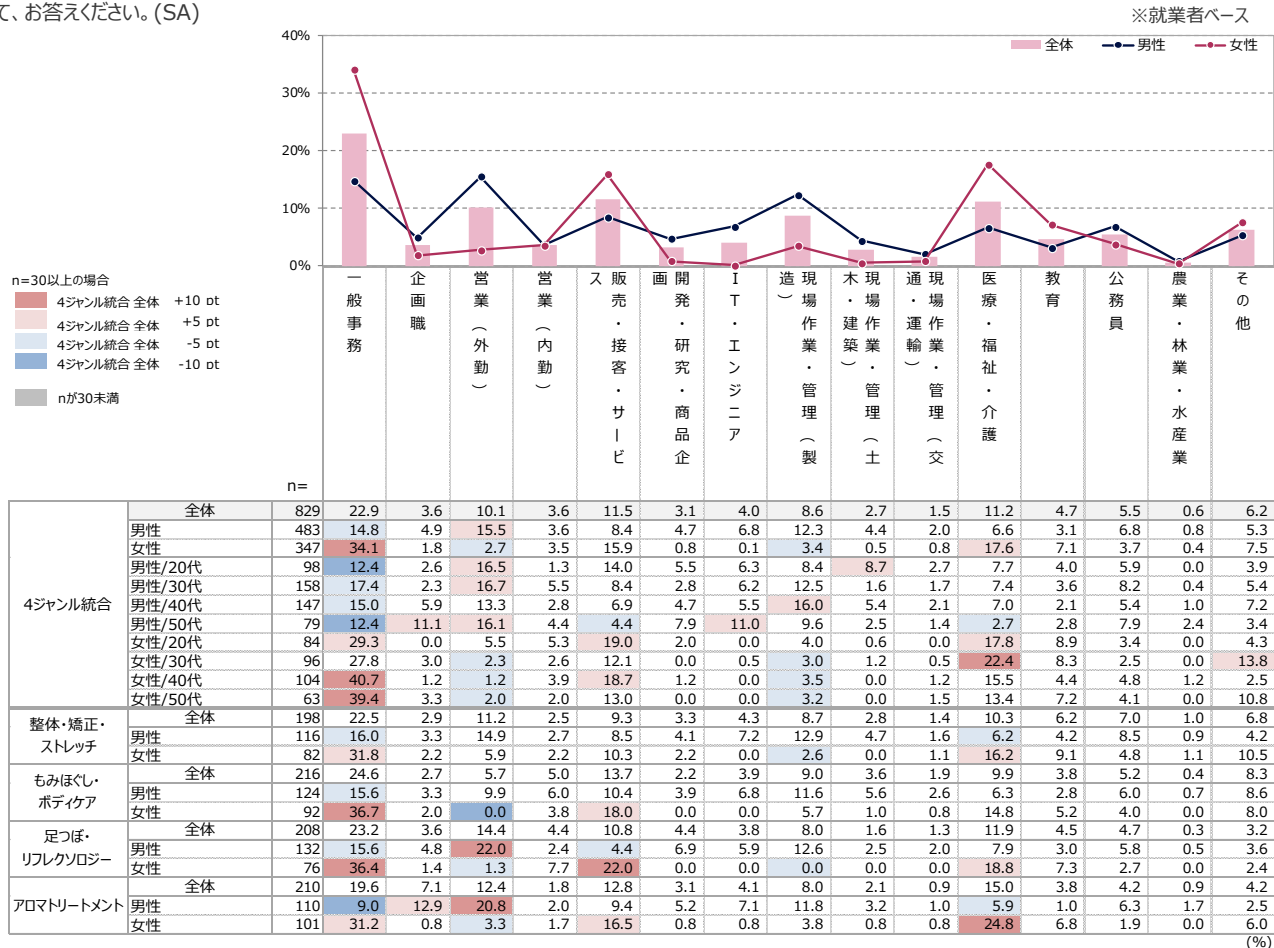 て、お答えください。(SA)
※就業者ベース
全体 男性 女性
40%
30%
20%
10%
0%
n=30以上の場合
4ジャンル統合 全体 +10 pt
4ジャンル統合 全体 +5 pt
4ジャンル統合 全体 -5 pt
4ジャンル統合 全体 -10 pt
nが30未満
一般事務
企画職
営業(外勤)
営業(内勤)
販売・接客・サービ
ス
開発・研究・商品企
画
IT・エンジニア
現場作業・管理(製
造)
現場作業・管理(土
木・建築)
現場作業・管理(交
通・運輸)
医療・福祉・介護
教育
公務員
農業・林業・水産業
その他
n=
4ジャンル統合
全体 829 22.9 3.6 10.1 3.6 11.5 3.1 4.0 8.6 2.7 1.5 11.2 4.7 5.5 0.6 6.2
男性 483 14.8 4.9 15.5 3.6 8.4 4.7 6.8 12.3 4.4 2.0 6.6 3.1 6.8 0.8 5.3
女性 347 34.1 1.8 2.7 3.5 15.9 0.8 0.1 3.4 0.5 0.8 17.6 7.1 3.7 0.4 7.5
男性/20代 98 12.4 2.6 16.5 1.3 14.0 5.5 6.3 8.4 8.7 2.7 7.7 4.0 5.9 0.0 3.9
男性/30代 158 17.4 2.3 16.7 5.5 8.4 2.8 6.2 12.5 1.6 1.7 7.4 3.6 8.2 0.4 5.4
男性/40代 147 15.0 5.9 13.3 2.8 6.9 4.7 5.5 16.0 5.4 2.1 7.0 2.1 5.4 1.0 7.2
男性/50代 79 12.4 11.1 16.1 4.4 4.4 7.9 11.0 9.6 2.5 1.4 2.7 2.8 7.9 2.4 3.4
女性/20代 84 29.3 0.0 5.5 5.3 19.0 2.0 0.0 4.0 0.6 0.0 17.8 8.9 3.4 0.0 4.3
女性/30代 96 27.8 3.0 2.3 2.6 12.1 0.0 0.5 3.0 1.2 0.5 22.4 8.3 2.5 0.0 13.8
女性/40代 104 40.7 1.2 1.2 3.9 18.7 1.2 0.0 3.5 0.0 1.2 15.5 4.4 4.8 1.2 2.5
女性/50代 63 39.4 3.3 2.0 2.0 13.0 0.0 0.0 3.2 0.0 1.5 13.4 7.2 4.1 0.0 10.8
整体・矯正・
ストレッチ
全体 198 22.5 2.9 11.2 2.5 9.3 3.3 4.3 8.7 2.8 1.4 10.3 6.2 7.0 1.0 6.8
男性 116 16.0 3.3 14.9 2.7 8.5 4.1 7.2 12.9 4.7 1.6 6.2 4.2 8.5 0.9 4.2
女性 82 31.8 2.2 5.9 2.2 10.3 2.2 0.0 2.6 0.0 1.1 16.2 9.1 4.8 1.1 10.5
もみほぐし・
ボディケア
全体 216 24.6 2.7 5.7 5.0 13.7 2.2 3.9 9.0 3.6 1.9 9.9 3.8 5.2 0.4 8.3
男性 124 15.6 3.3 9.9 6.0 10.4 3.9 6.8 11.6 5.6 2.6 6.3 2.8 6.0 0.7 8.6
女性 92 36.7 2.0 0.0 3.8 18.0 0.0 0.0 5.7 1.0 0.8 14.8 5.2 4.0 0.0 8.0
足つぼ・
リフレクソロジー
全体 208 23.2 3.6 14.4 4.4 10.8 4.4 3.8 8.0 1.6 1.3 11.9 4.5 4.7 0.3 3.2
男性 132 15.6 4.8 22.0 2.4 4.4 6.9 5.9 12.6 2.5 2.0 7.9 3.0 5.8 0.5 3.6
女性 76 36.4 1.4 1.3 7.7 22.0 0.0 0.0 0.0 0.0 0.0 18.8 7.3 2.7 0.0 2.4
アロマトリートメント
全体 210 19.6 7.1 12.4 1.8 12.8 3.1 4.1 8.0 2.1 0.9 15.0 3.8 4.2 0.9 4.2
男性 110 9.0 12.9 20.8 2.0 9.4 5.2 7.1 11.8 3.2 1.0 5.9 1.0 6.3 1.7 2.5
女性 101 31.2 0.8 3.3 1.7 16.5 0.8 0.8 3.8 0.8 0.8 24.8 6.8 1.9 0.0 6.0
(%)